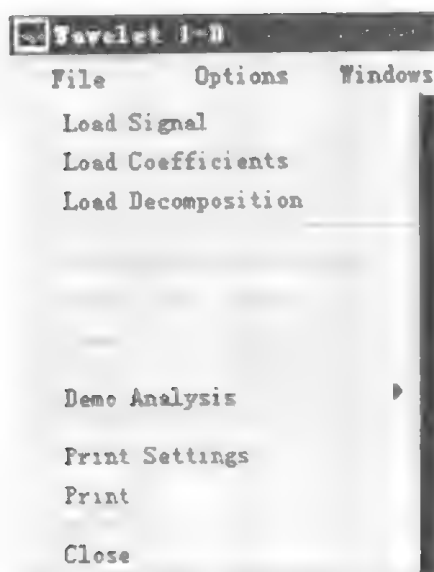 Wavelet 1-D
File Options Windows
Load Signal
Load Coefficients
Load Decomposition
Demo Analysis
Print Settings
Print
Close